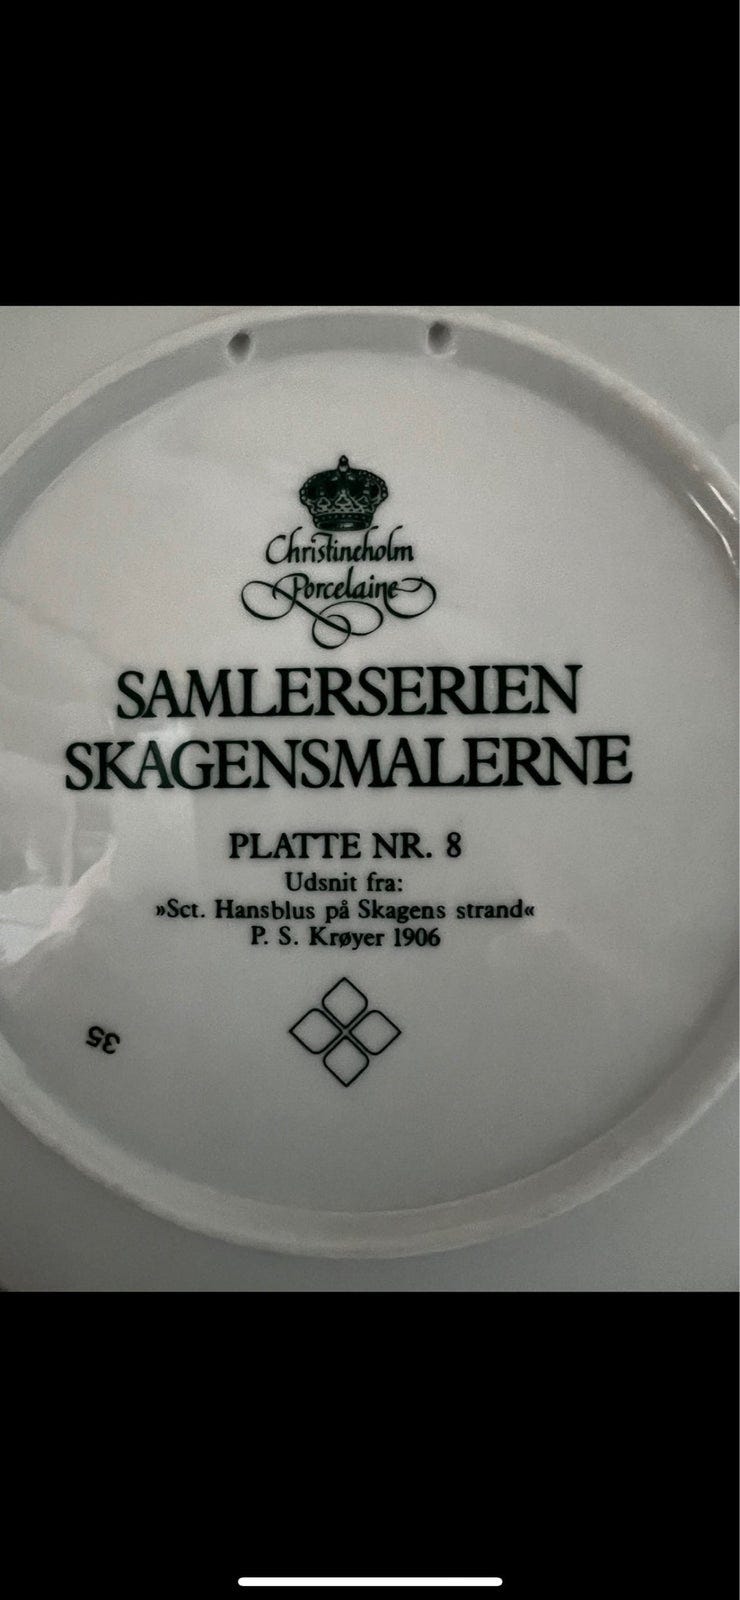 Christineholm
Porcelaine
SAMLERSERIEN
SKAGENSMALERNE
PLATTE NR. 8
Udsnit fra:
»Sct. Hansblus på Skagens strand«
P. S. Krøyer 1906
35